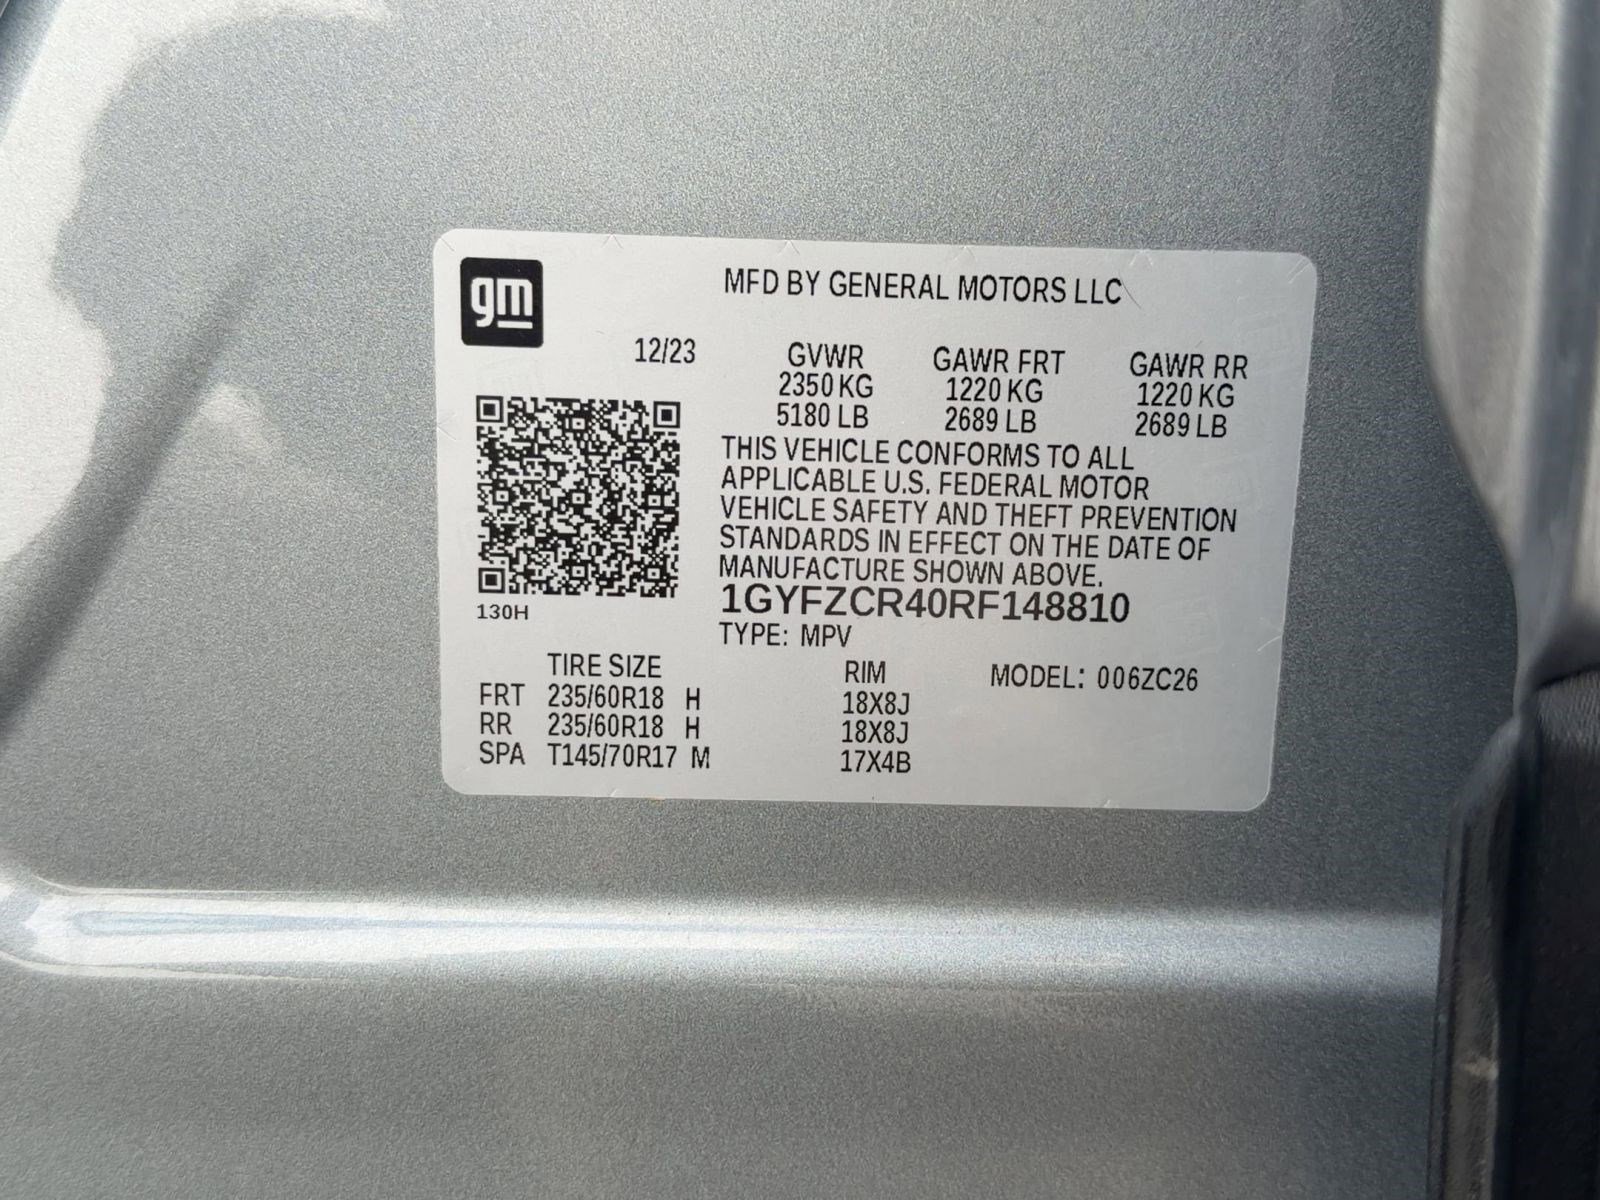 gm
MFD BY GENERAL MOTORS LLC
12/23 GVWR GAWR FRT GAWR RR
2350 KG 1220 KG 1220 KG
5180 LB 2689 LB 2689 LB
THIS VEHICLE CONFORMS TO ALL
APPLICABLE U.S. FEDERAL MOTOR
VEHICLE SAFETY AND THEFT PREVENTION
STANDARDS IN EFFECT ON THE DATE OF
MANUFACTURE SHOWN ABOVE.
130H 1GYFZCR40RF148810
TYPE: MPV
TIRE SIZE RIM MODEL: 006ZC26
FRT 235/60R18 H 18X8J
RR 235/60R18 H 18X8J
SPA T145/70R17 M 17X4B